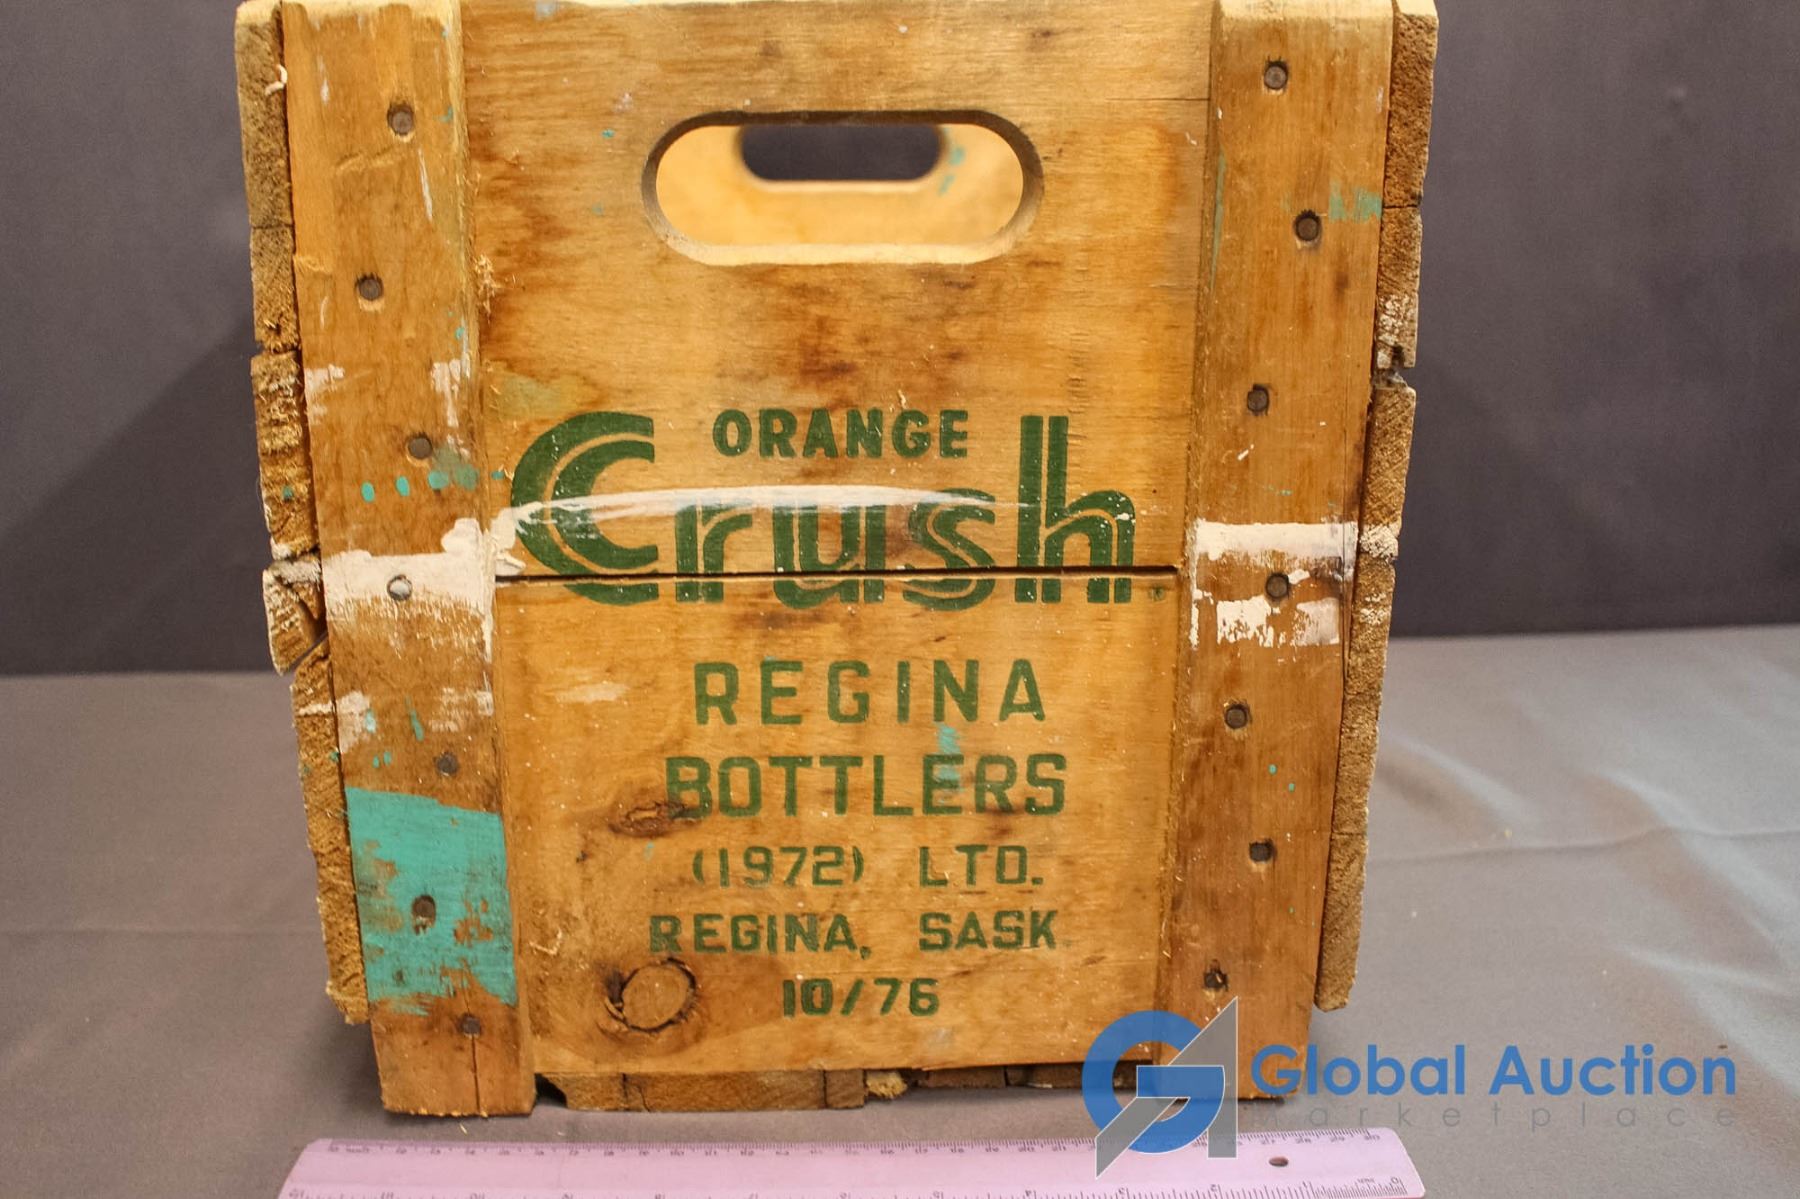 ORANGE
Crush
REGINA
BOTTLERS
(1972) LTD.
REGINA, SASK
10/76
Global Auction
Marketplace